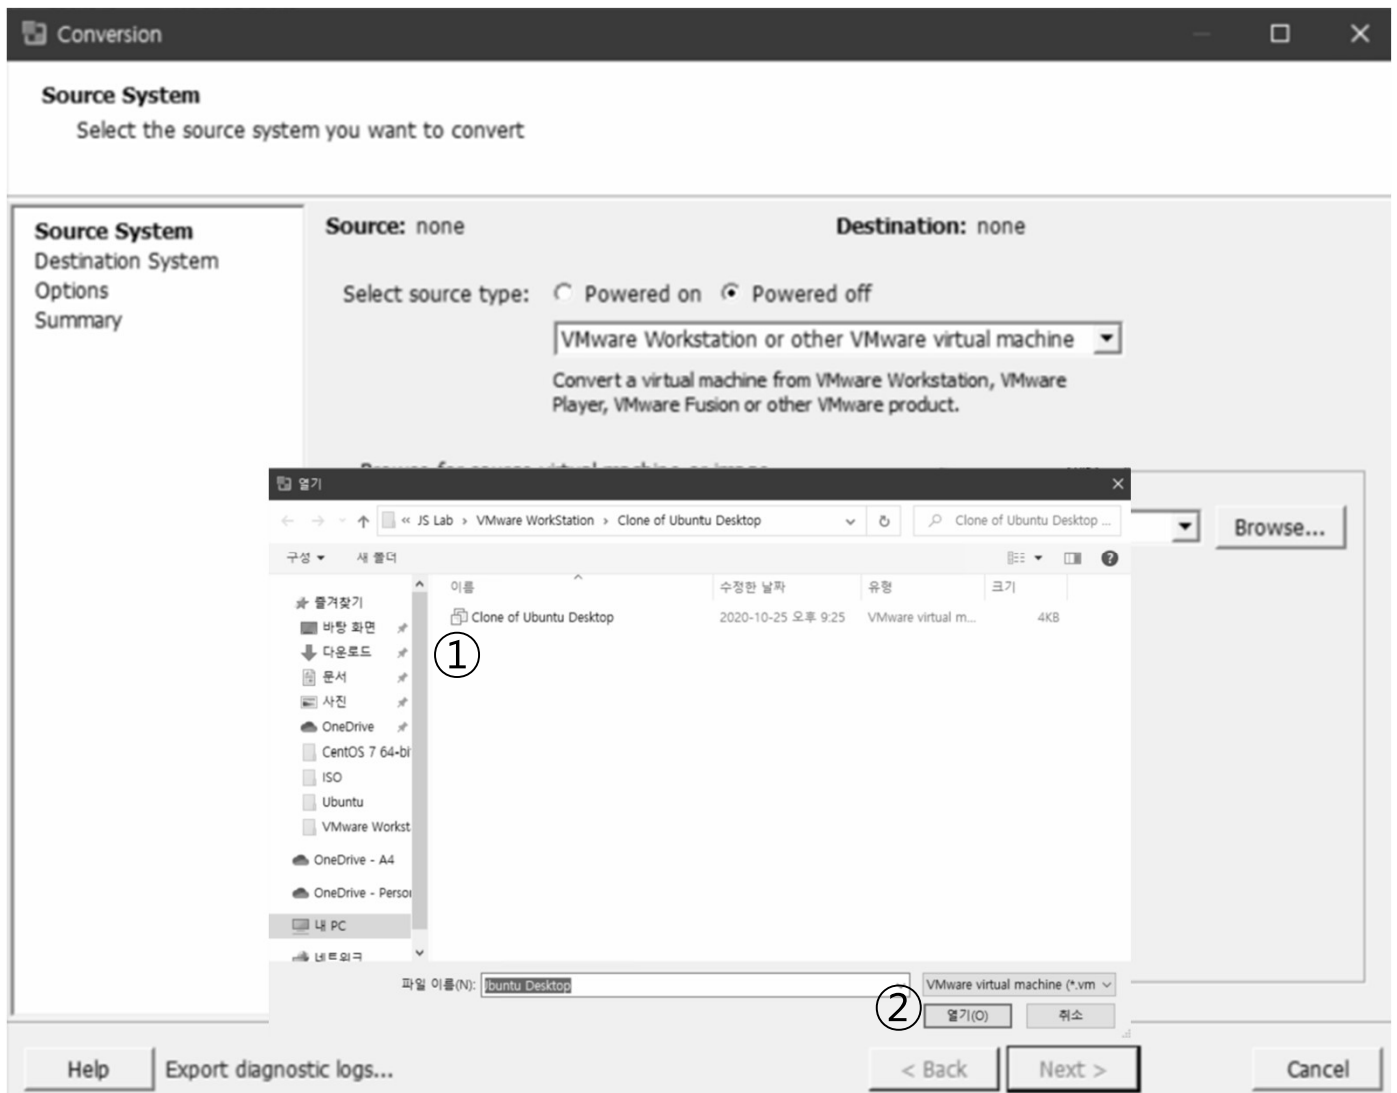 Conversion
Source System
Select the source system you want to convert
Source System
Destination System
Options
Summary
Source: none
Destination: none
Select source type: Powered on Powered off
VMware Workstation or other VMware virtual machine
Convert a virtual machine from VMware Workstation, VMware
Player, VMware Fusion or other VMware product.
Browse...
열기
« JS Lab › VMware WorkStation › Clone of Ubuntu Desktop
Clone of Ubuntu Desktop ...
구성 새 폴더
이름 수정한 날짜 유형 크기
Clone of Ubuntu Desktop 2020-10-25 오후 9:25 VMware virtual m... 4KB
①
즐겨찾기
바탕 화면
다운로드
문서
사진
OneDrive
CentOS 7 64-bi
ISO
Ubuntu
VMware Workst
OneDrive - A4
OneDrive - Person
내 PC
네트워크
파일 이름(N): Ubuntu Desktop
VMware virtual machine (*.vm
②
열기(O) 취소
Help
Export diagnostic logs...
< Back
Next >
Cancel